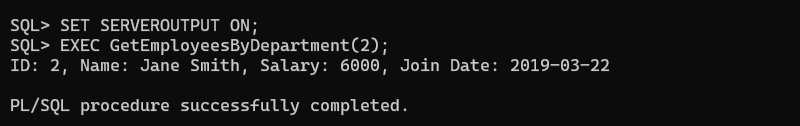 SQL> SET SERVEROUTPUT ON;
SQL> EXEC GetEmployeesByDepartment(2);
ID: 2, Name: Jane Smith, Salary: 6000, Join Date: 2019-03-22
PL/SQL procedure successfully completed.